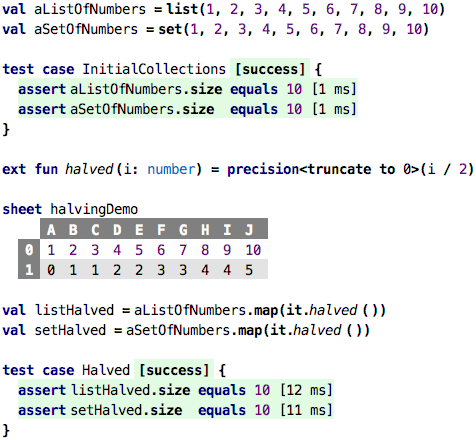 val aListOfNumbers = list(1, 2, 3, 4, 5, 6, 7, 8, 9, 10)
val aSetOfNumbers = set(1, 2, 3, 4, 5, 6, 7, 8, 9, 10)
test case InitialCollections [success] {
assert aListOfNumbers.size equals 10 [1 ms]
assert aSetOfNumbers.size equals 10 [1 ms]
}
ext fun halved(i: number) = precision<truncate to 0>(i / 2)
sheet halvingDemo
A B C D E F G H I J
0 1 2 3 4 5 6 7 8 9 10
1 0 1 1 2 2 3 3 4 4 5
val listHalved = aListOfNumbers.map(it.halved ())
val setHalved = aSetOfNumbers.map(it.halved ())
test case Halved [success] {
assert listHalved.size equals 10 [12 ms]
assert setHalved.size equals 10 [11 ms]
}